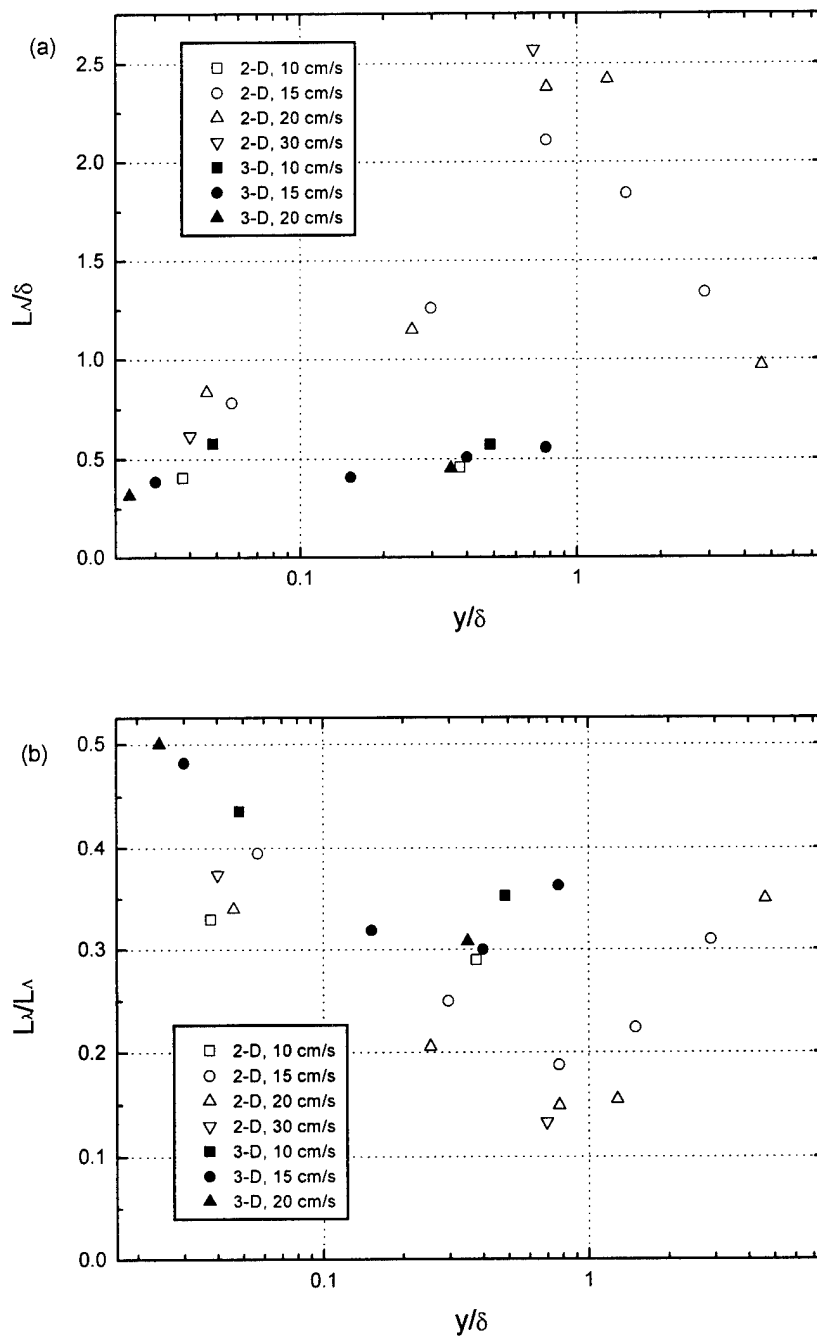 (a)
2.5
2.0
1.5
1.0
0.5
0.0
LΛ/δ
2-D, 10 cm/s
2-D, 15 cm/s
2-D, 20 cm/s
2-D, 30 cm/s
3-D, 10 cm/s
3-D, 15 cm/s
3-D, 20 cm/s
0.1
1
y/δ
(b)
0.5
0.4
0.3
0.2
0.1
0.0
Lλ/LΛ
2-D, 10 cm/s
2-D, 15 cm/s
2-D, 20 cm/s
2-D, 30 cm/s
3-D, 10 cm/s
3-D, 15 cm/s
3-D, 20 cm/s
0.1
1
y/δ